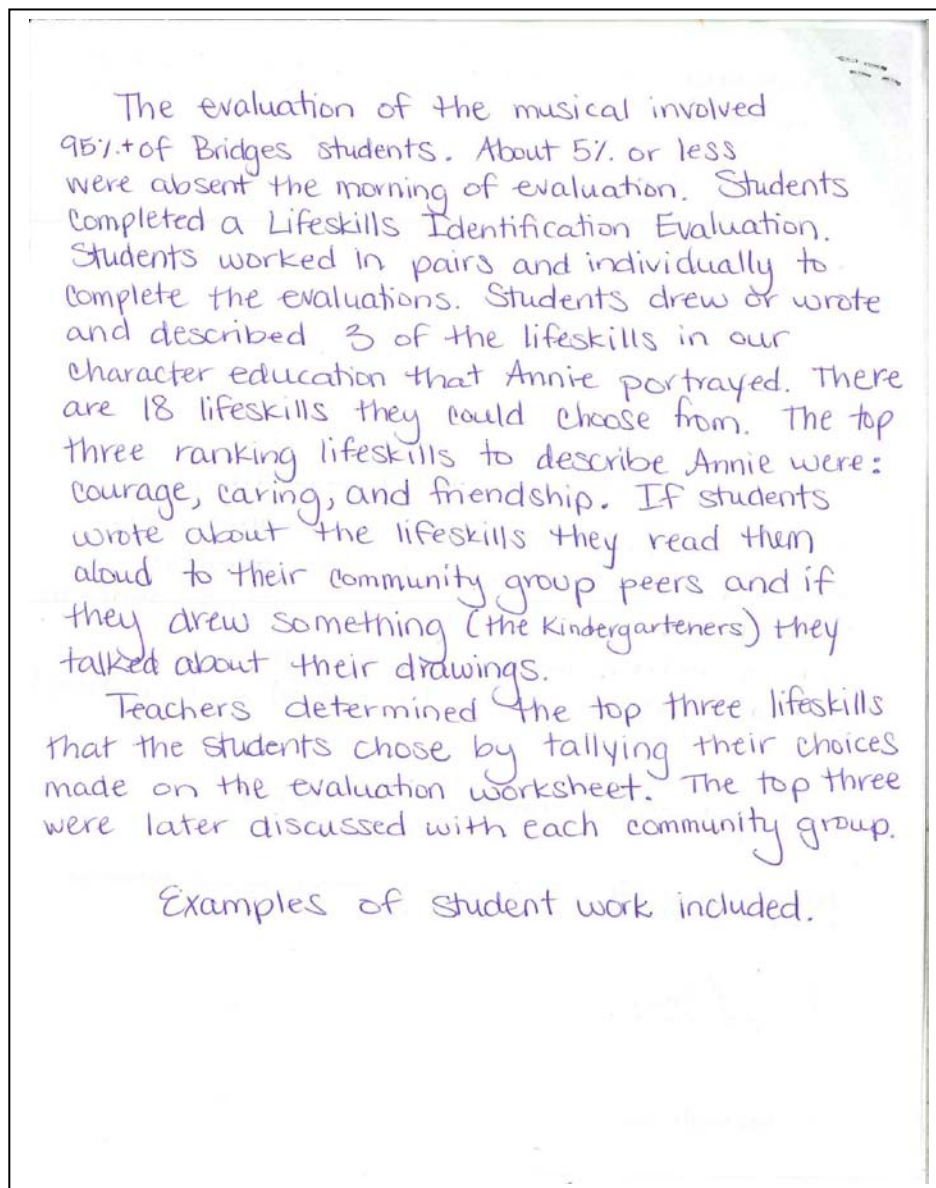 The evaluation of the musical involved
95%+ of Bridges students. About 5% or less
were absent the morning of evaluation. Students
completed a Lifeskills Identification Evaluation.
Students worked in pairs and individually to
complete the evaluations. Students drew or wrote
and described 3 of the lifeskills in our
character education that Annie portrayed. There
are 18 lifeskills they could choose from. The top
three ranking lifeskills to describe Annie were:
courage, caring, and friendship. If students
wrote about the lifeskills they read them
aloud to their community group peers and if
they drew something (the Kindergarteners) they
talked about their drawings.
Teachers determined the top three lifeskills
that the students chose by tallying their choices
made on the evaluation worksheet. The top three
were later discussed with each community group.
Examples of student work included.